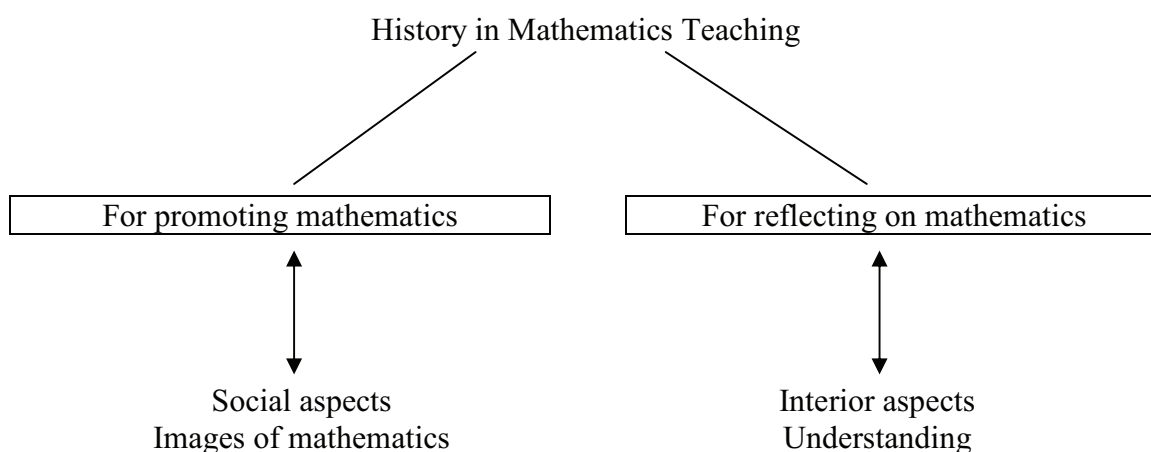 History in Mathematics Teaching
For promoting mathematics
For reflecting on mathematics
Social aspects
Images of mathematics
Interior aspects
Understanding